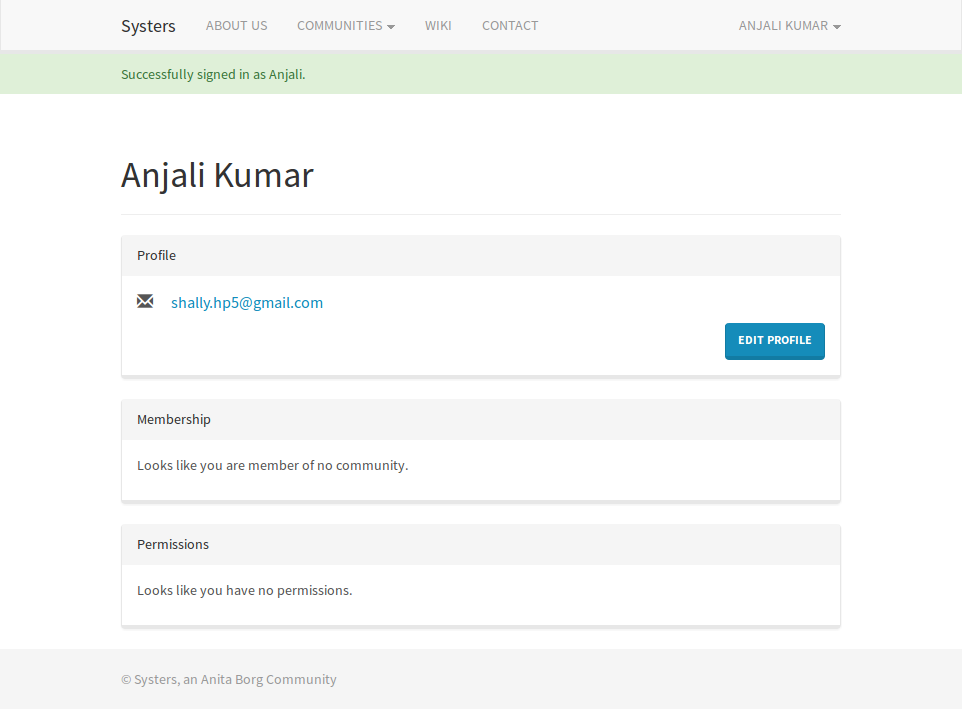 Systers ABOUT US COMMUNITIES WIKI CONTACT ANJALI KUMAR
Successfully signed in as Anjali.
Anjali Kumar
Profile
shally.hp5@gmail.com
EDIT PROFILE
Membership
Looks like you are member of no community.
Permissions
Looks like you have no permissions.
© Systers, an Anita Borg Community